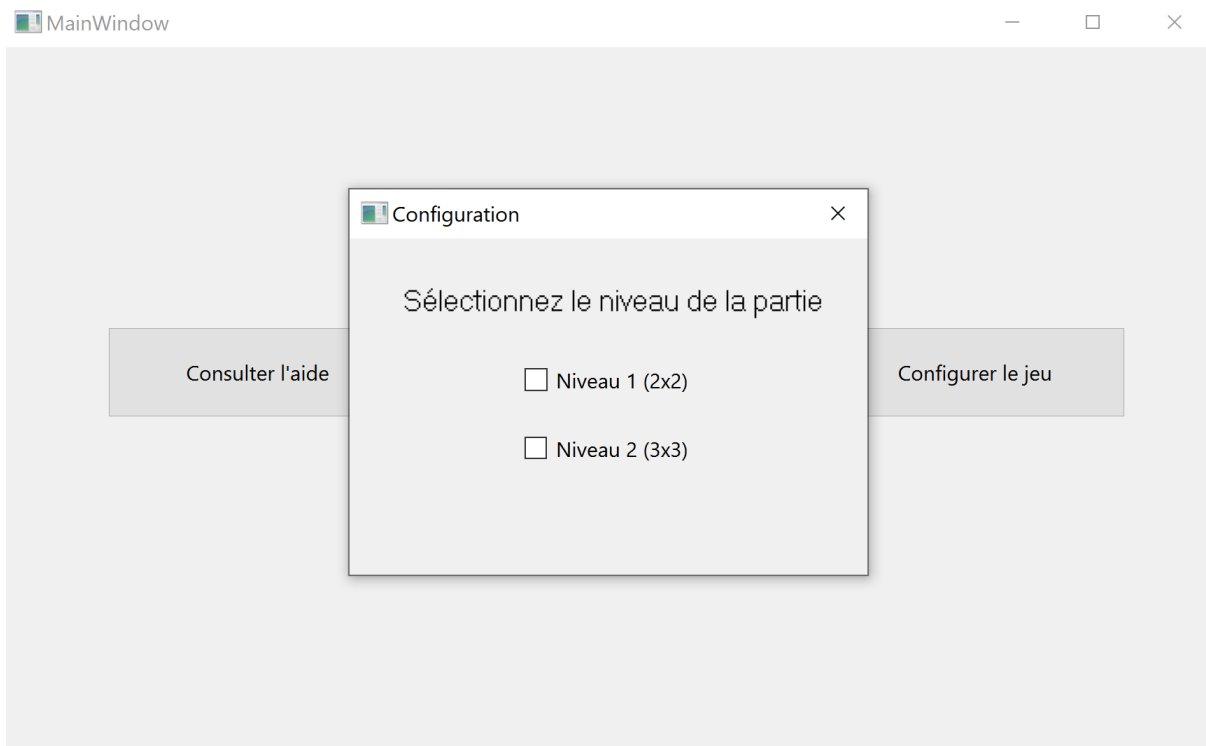 MainWindow
Configuration
Sélectionnez le niveau de la partie
Consulter l'aide
Configurer le jeu
Niveau 1 (2x2)
Niveau 2 (3x3)